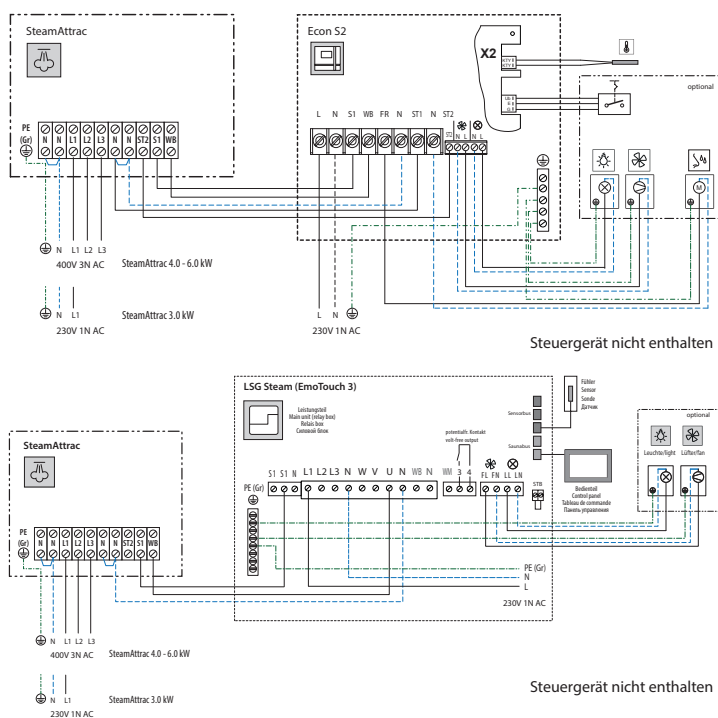 SteamAttrac
PE
(Gr)
N N L1 L2 L3 N N ST2 S1 WB
N L1 L2 L3
400V 3N AC
SteamAttrac 4.0 - 6.0 kW
N L1
SteamAttrac 3.0 kW
230V 1N AC
Econ S2
X2
KTY
KTY
L N S1 WB FR N ST1 N ST2
ST2 N L N L
optional
M
L N
230V 1N AC
Steuergerät nicht enthalten
LSG Steam (EmoTouch 3)
Leistungsteil
Main unit (relay box)
Relais box
Силовой блок
potentialfr. Kontakt
volt-free output
Sensorbus
Saunabus
Fühler
Sensor
Sonde
Датчик
Bedienteil
Control panel
Tableau de commande
Панель управления
optional
Leuchte/light
Lüfter/fan
PE (Gr)
S1 S1 N
L1 L2 L3 N W V U N WB N
WM 3 4
FL FN LL LN
STB
PE (Gr)
N
L
230V 1N AC
SteamAttrac
PE
(Gr)
N N L1 L2 L3 N N ST2 S1 WB
N L1 L2 L3
400V 3N AC
SteamAttrac 4.0 - 6.0 kW
N L1
SteamAttrac 3.0 kW
230V 1N AC
Steuergerät nicht enthalten